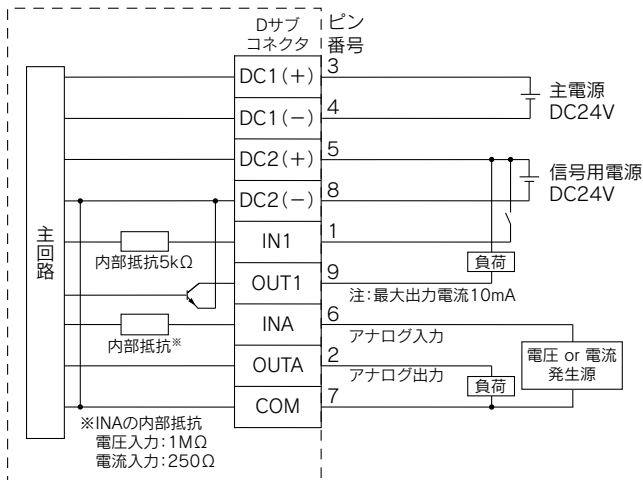 Dサブ
コネクタ
ピン
番号
DC1(+)
3
DC1(−)
4
主電源
DC24V
DC2(+)
5
DC2(−)
8
信号用電源
DC24V
主回路
IN1
1
内部抵抗5kΩ
OUT1
9
負荷
注:最大出力電流10mA
INA
6
内部抵抗※
アナログ入力
OUTA
2
アナログ出力
電圧 or 電流
発生源
負荷
COM
7
※INAの内部抵抗
電圧入力:1MΩ
電流入力:250Ω